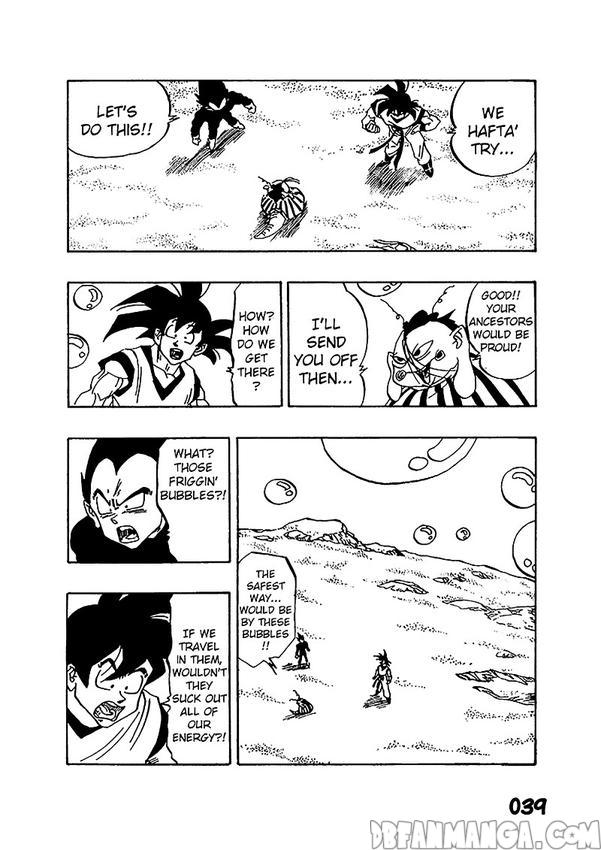 WE
HAFTA'
TRY...
LET'S
DO THIS!!
GOOD!!
YOUR
ANCESTORS
WOULD BE
PROUD!
I'LL
SEND
YOU OFF
THEN...
HOW?
HOW
DO WE
GET
THERE
?
THE
SAFEST
WAY...
WOULD BE
BY THESE
BUBBLES
!!
WHAT?
THOSE
FRIGGIN'
BUBBLES?!
IF WE
TRAVEL
IN THEM,
WOULDN'T
THEY
SUCK OUT
ALL OF
OUR
ENERGY?!
039
DBFANMANGA.COM